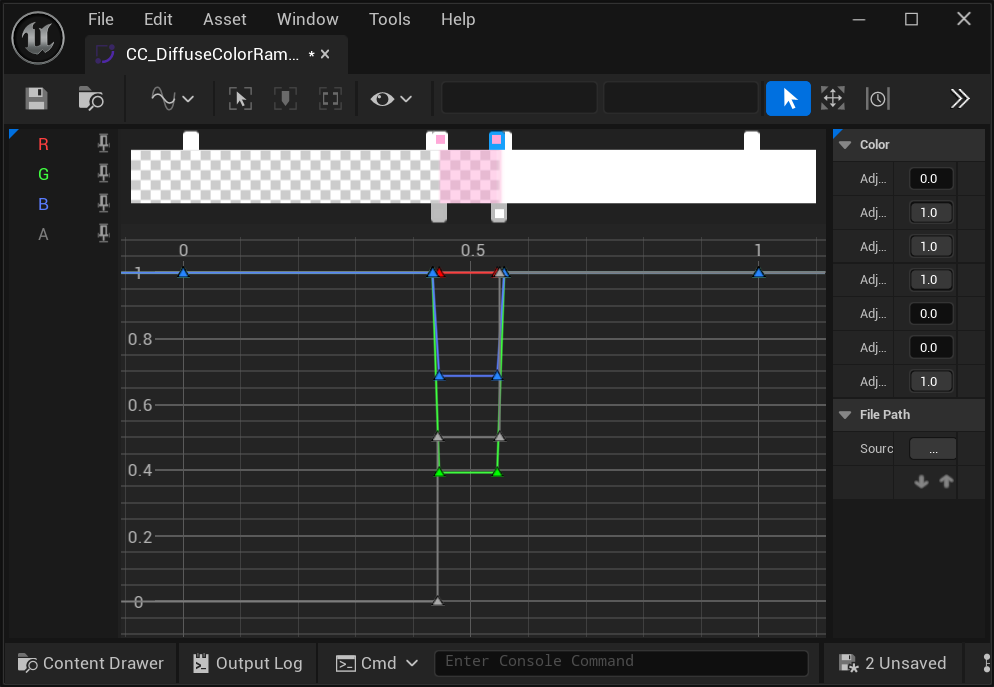 File Edit Asset Window Tools Help
CC_DiffuseColorRam... *
R
G
B
A
0 0.5 1
1
0.8
0.6
0.4
0.2
0
Color
Adj... 0.0
Adj... 1.0
Adj... 1.0
Adj... 1.0
Adj... 0.0
Adj... 0.0
Adj... 1.0
File Path
Sourc ...
Content Drawer Output Log Cmd Enter Console Command 2 Unsaved